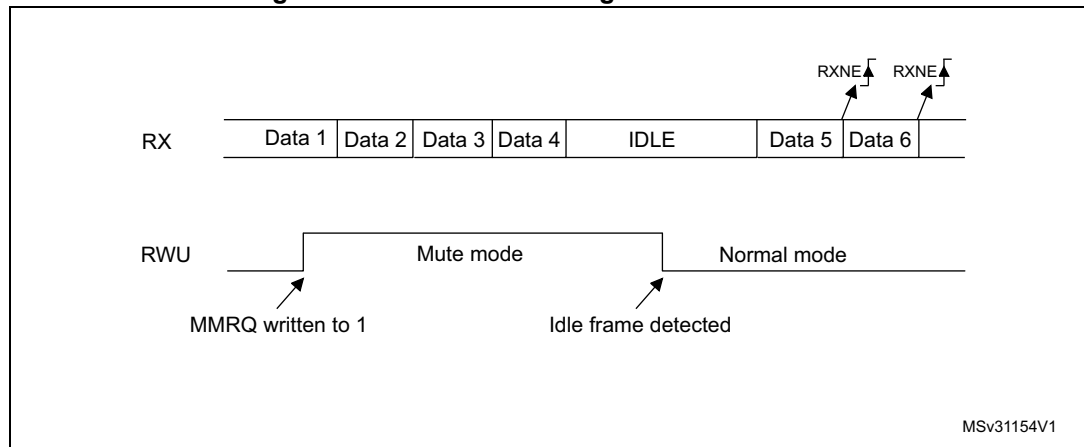 RXNE RXNE
RX Data 1 Data 2 Data 3 Data 4 IDLE Data 5 Data 6
RWU Mute mode Normal mode
MMRQ written to 1 Idle frame detected
MSv31154V1